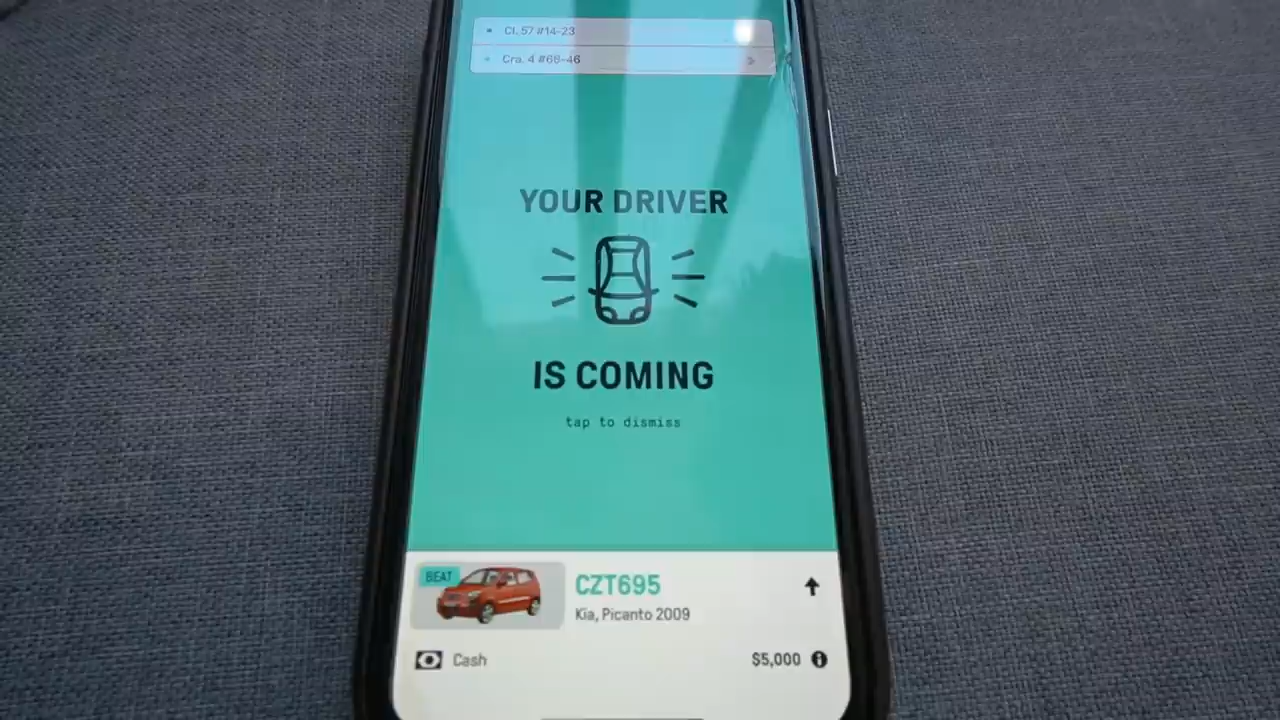 Cl. 57 #14-23
Cra. 4 #68-46
YOUR DRIVER
IS COMING
tap to dismiss
BEAT
CZT695
Kia, Picanto 2009
Cash
$5,000